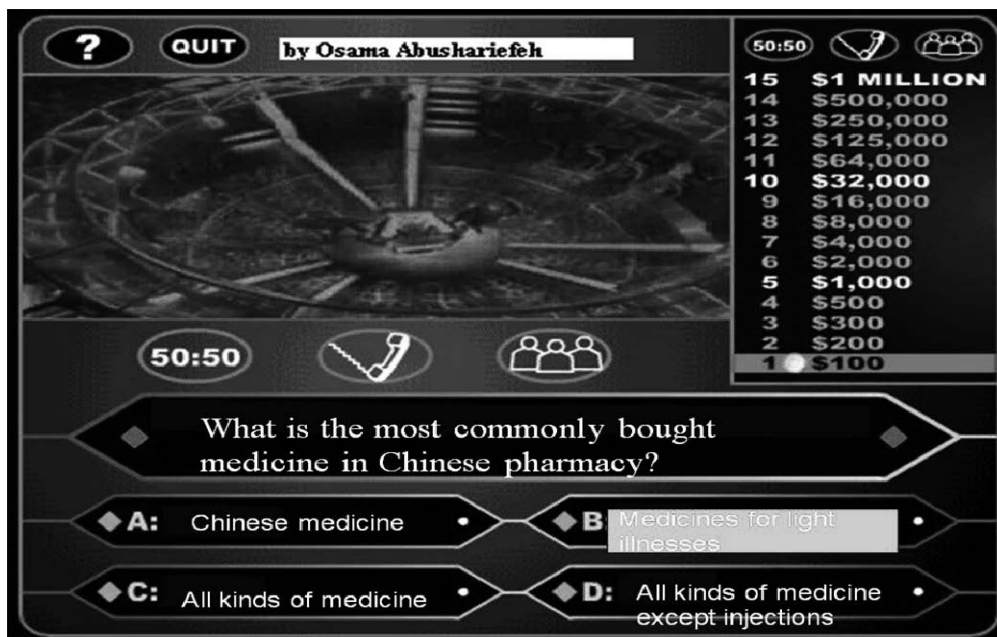 ?
QUIT
by Osama Abushariefeh
50:50
15 $1 MILLION
14 $500,000
13 $250,000
12 $125,000
11 $64,000
10 $32,000
9 $16,000
8 $8,000
7 $4,000
6 $2,000
5 $1,000
4 $500
3 $300
2 $200
1 $100
50:50
What is the most commonly bought
medicine in Chinese pharmacy?
A: Chinese medicine
B: Medicines for light
illnesses
C: All kinds of medicine
D: All kinds of medicine
except injections